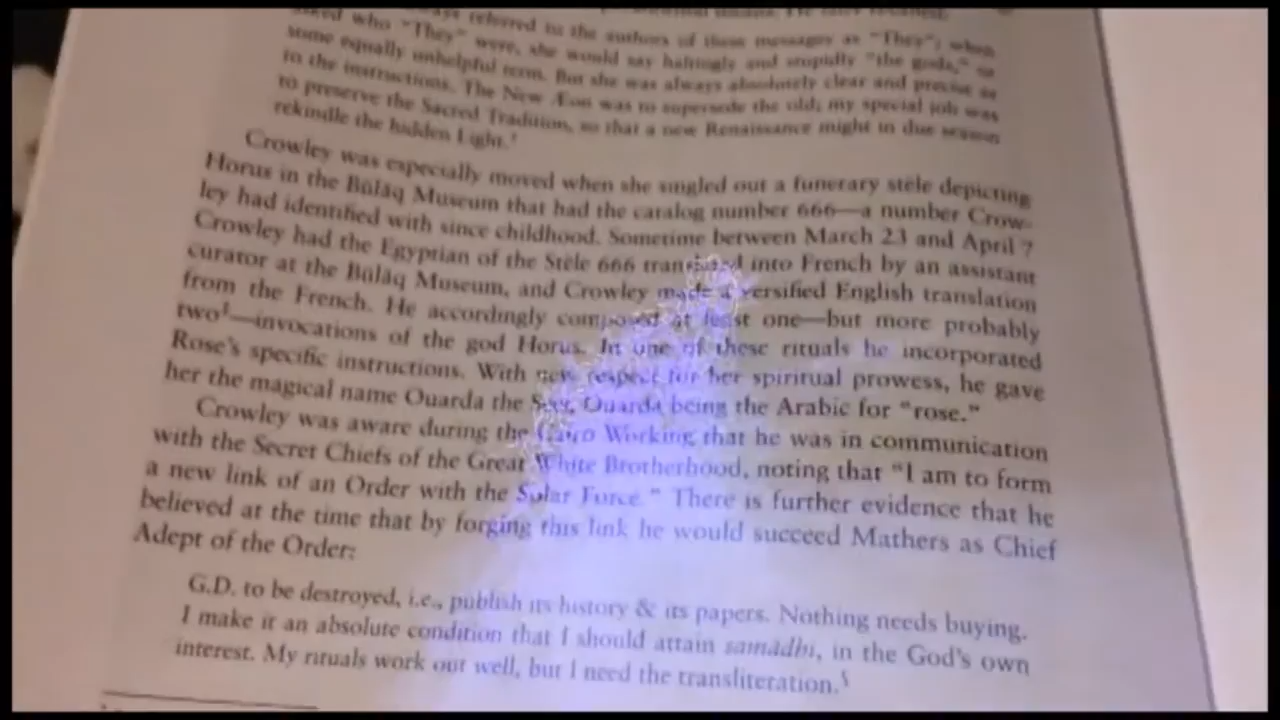 always referred to the authors of these messages as "They"; when
asked who "They" were, she would say haltingly and stupidly "the gods," or
some equally unhelpful term. But she was always absolutely clear and precise as
to the instructions. The New Æon was to supersede the old; my special job was
to preserve the Sacred Tradition, so that a new Renaissance might in due season
rekindle the hidden Light.
Crowley was especially moved when she singled out a funerary stèle depicting
Horus in the Būlāq Museum that had the catalog number 666—a number Crow-
ley had identified with since childhood. Sometime between March 23 and April 7
Crowley had the Egyptian of the Stèle 666 translated into French by an assistant
curator at the Būlāq Museum, and Crowley made a versified English translation
from the French. He accordingly composed at least one—but more probably
two—invocations of the god Horus. In one of these rituals he incorporated
Rose's specific instructions. With new respect for her spiritual prowess, he gave
her the magical name Ouarda the Seer, Ouarda being the Arabic for "rose."
Crowley was aware during the Cairo Working that he was in communication
with the Secret Chiefs of the Great White Brotherhood, noting that "I am to form
a new link of an Order with the Solar Force." There is further evidence that he
believed at the time that by forging this link he would succeed Mathers as Chief
Adept of the Order:
G.D. to be destroyed, i.e., publish its history & its papers. Nothing needs buying.
I make it an absolute condition that I should attain samādhi, in the God's own
interest. My rituals work out well, but I need the transliteration.⁵